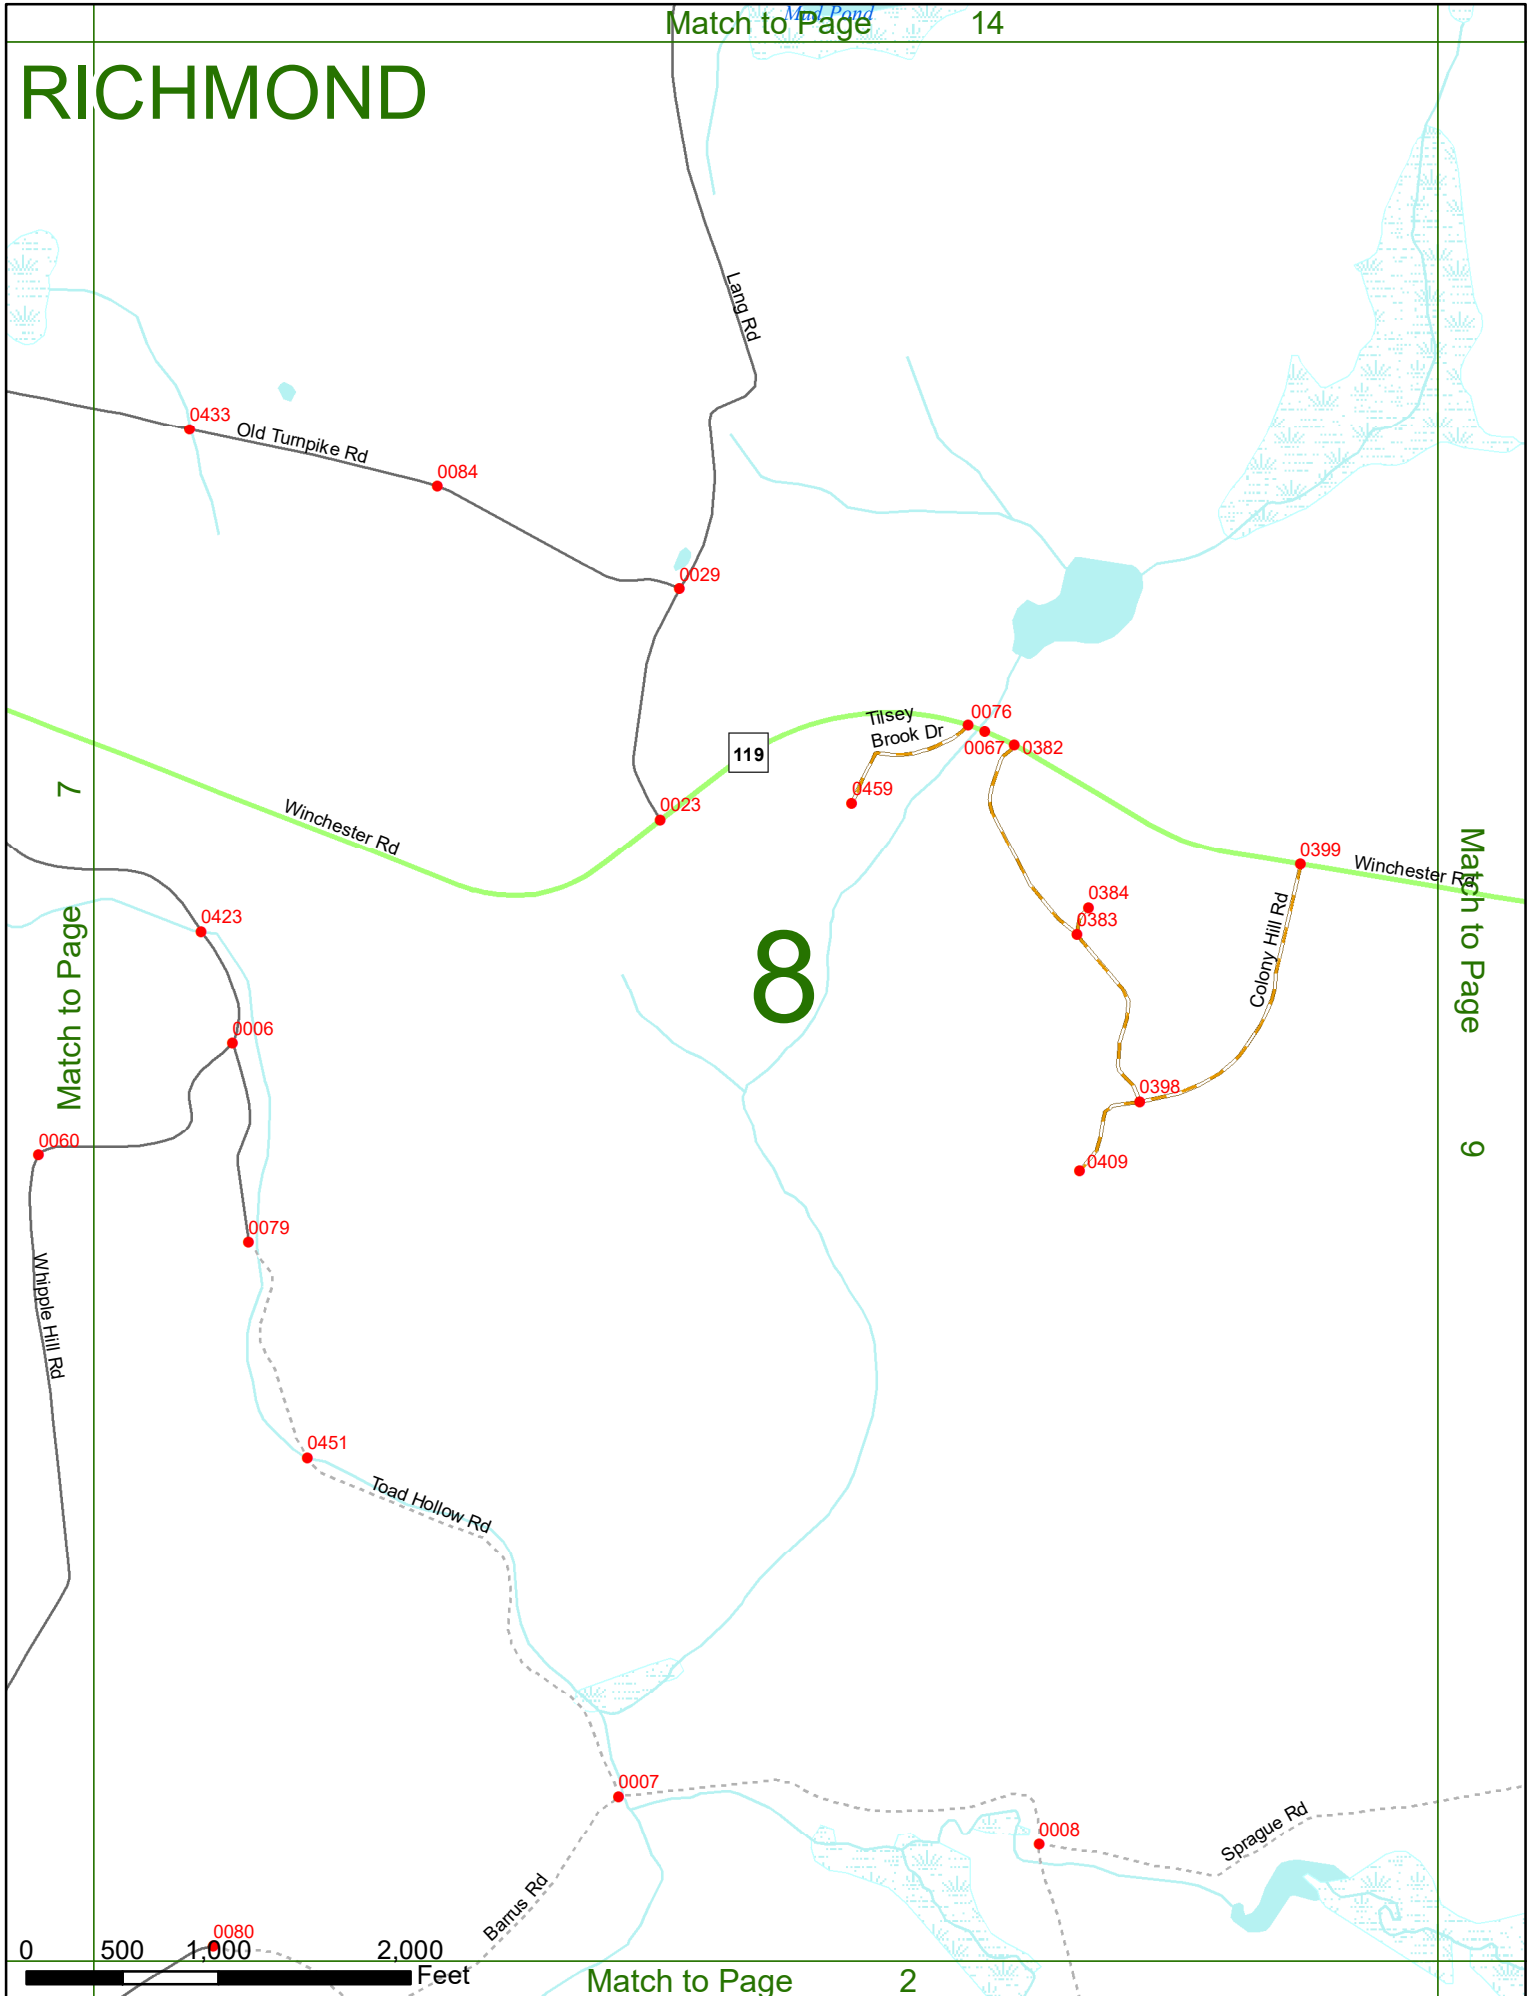 Mud Pond
Match to Page 14
RICHMOND
Lang Rd
0433
Old Turnpike Rd
0084
0029
Tilsey
Brook Dr
0076
0067
0382
119
0459
0023
Winchester Rd
Match to Page 7
0399
Winchester Rd
Match to Page 9
0384
0383
Colony Hill Rd
0423
8
0006
0398
0060
0409
0079
Whipple Hill Rd
0451
Toad Hollow Rd
0007
0008
Sprague Rd
Barrus Rd
0080
0 500 1,000 2,000
Feet
Match to Page 2